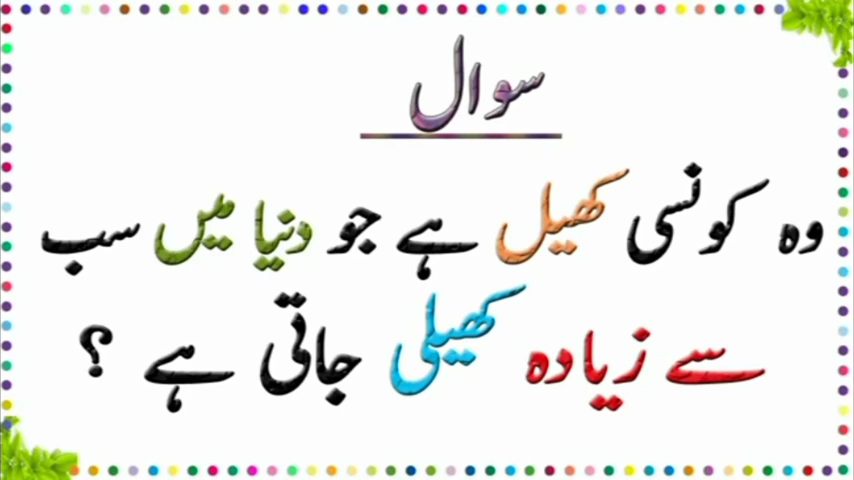 سوال
وہ کونسی کھیل ہے جو دنیا میں سب
سے زیادہ کھیلی جاتی ہے ؟